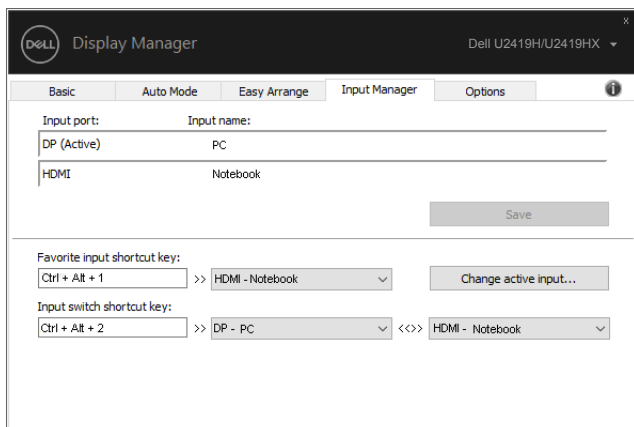 DELL Display Manager Dell U2419H/U2419HX
x
Basic Auto Mode Easy Arrange Input Manager Options i
Input port: Input name:
DP (Active) PC
HDMI Notebook
Save
Favorite input shortcut key:
Ctrl + Alt + 1 >> HDMI - Notebook Change active input...
Input switch shortcut key:
Ctrl + Alt + 2 >> DP - PC <<>> HDMI - Notebook